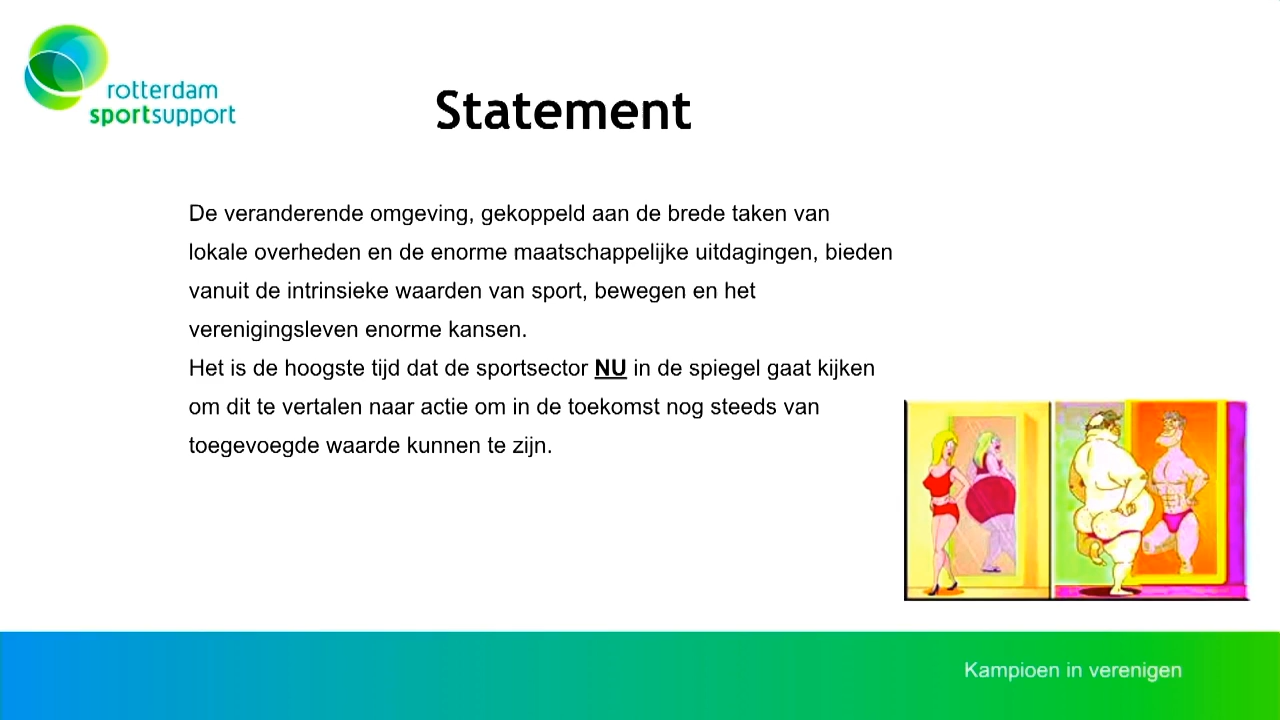 rotterdam
sportsupport
Statement
De veranderende omgeving, gekoppeld aan de brede taken van
lokale overheden en de enorme maatschappelijke uitdagingen, bieden
vanuit de intrinsieke waarden van sport, bewegen en het
verenigingsleven enorme kansen.
Het is de hoogste tijd dat de sportsector NU in de spiegel gaat kijken
om dit te vertalen naar actie om in de toekomst nog steeds van
toegevoegde waarde kunnen te zijn.
Kampioen in verenigen